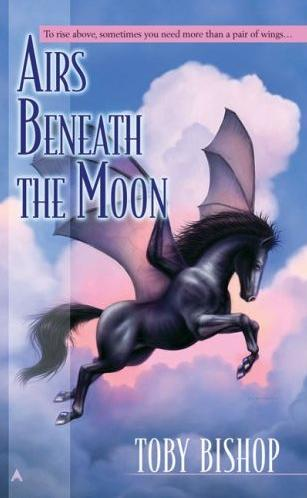 To rise above, sometimes you need more than a pair of wings...
AIRS
BENEATH
THE MOON
TOBY BISHOP